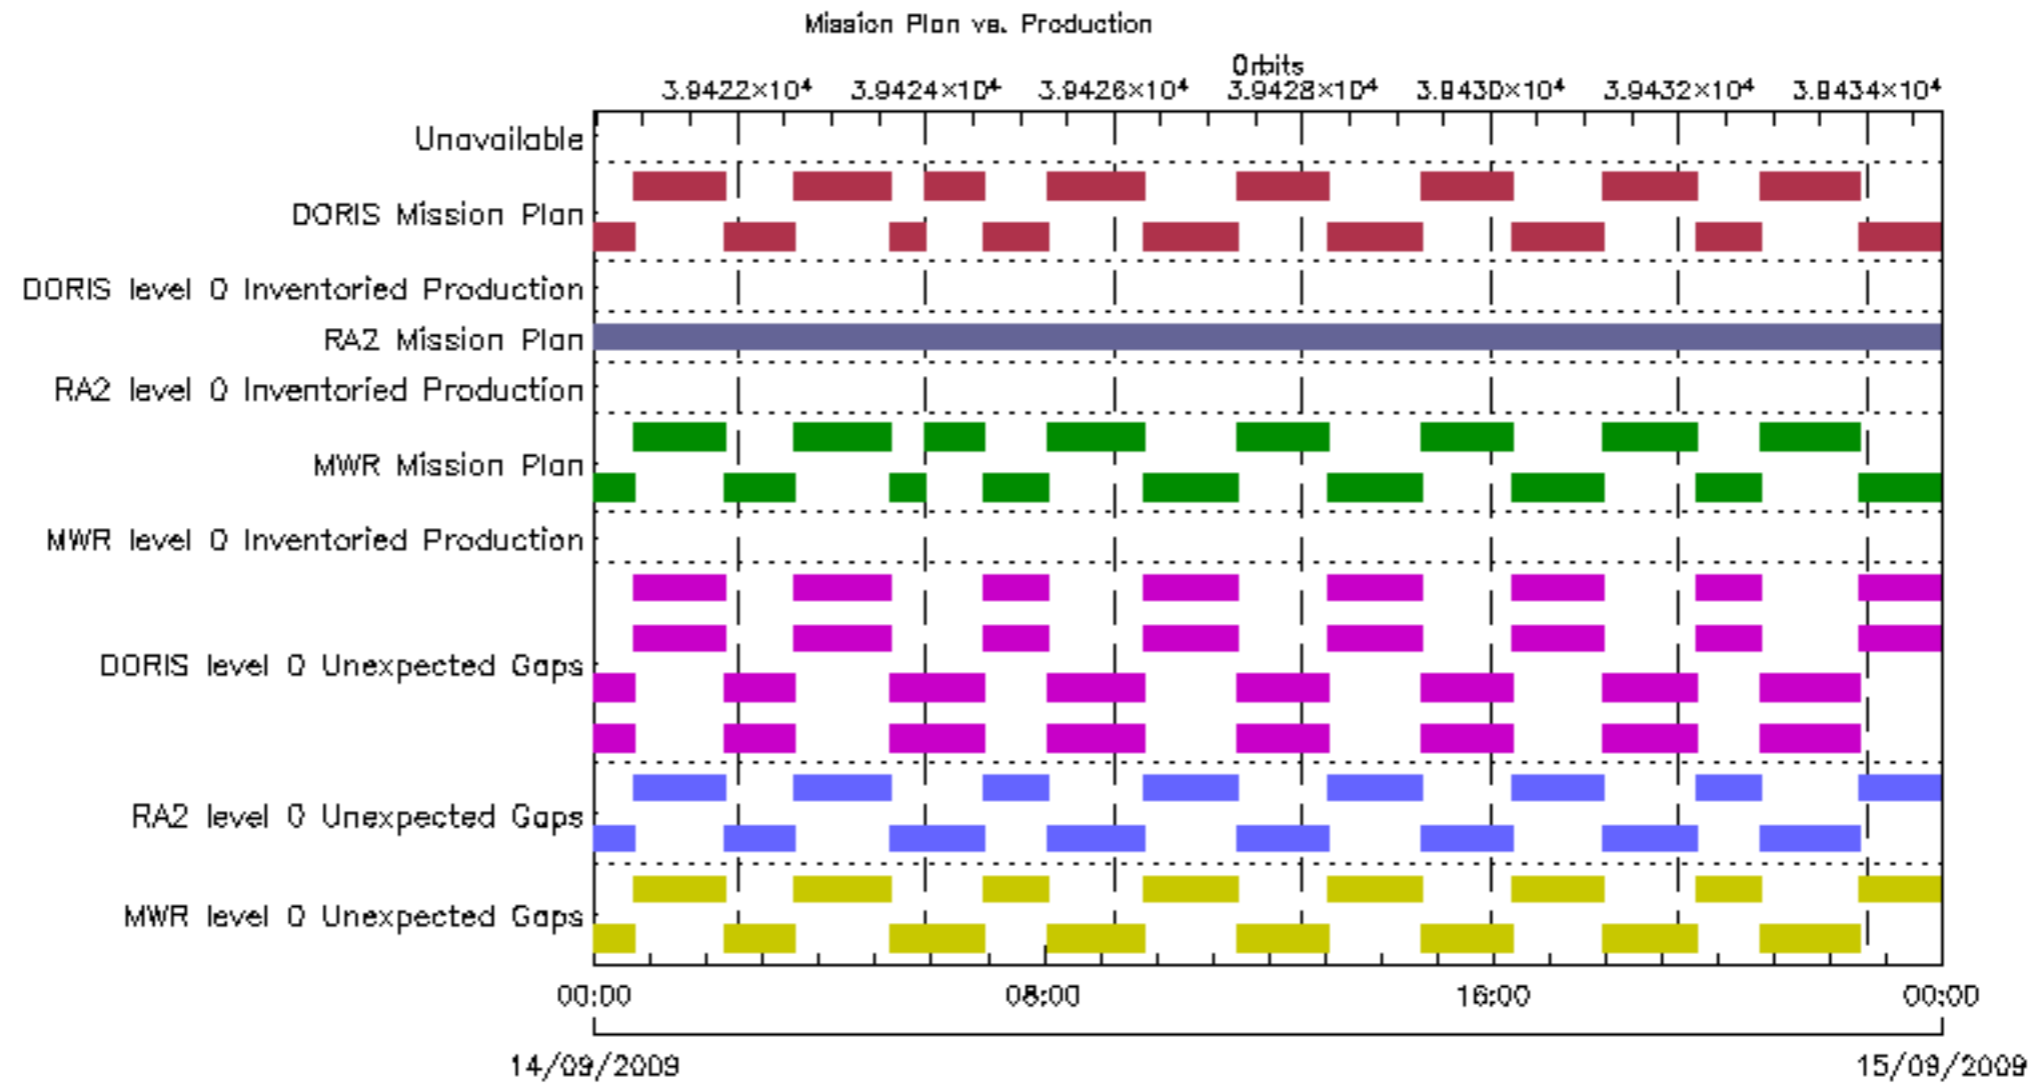 Mission Plan vs. Production
Orbits
3.9422×10⁴ 3.9424×10⁴ 3.9426×10⁴ 3.9428×10⁴ 3.9430×10⁴ 3.9432×10⁴ 3.9434×10⁴
Unavailable
DORIS Mission Plan
DORIS level 0 Inventoried Production
RA2 Mission Plan
RA2 level 0 Inventoried Production
MWR Mission Plan
MWR level 0 Inventoried Production
DORIS level 0 Unexpected Gaps
RA2 level 0 Unexpected Gaps
MWR level 0 Unexpected Gaps
00:00 08:00 16:00 00:00
14/09/2009 15/09/2009